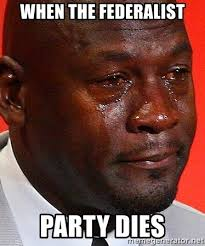 WHEN THE FEDERALIST
PARTY DIES
memegenerator.net